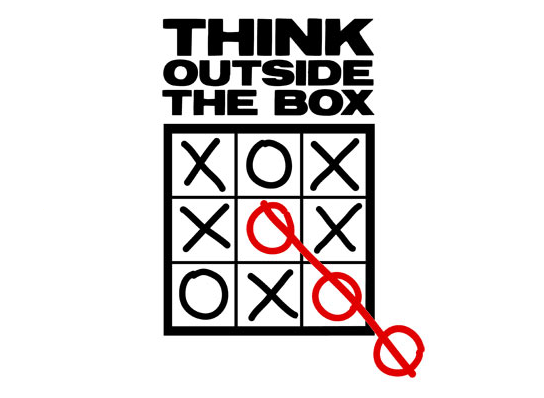 THINK
OUTSIDE
THE BOX
X O X
X O X
O X O
O